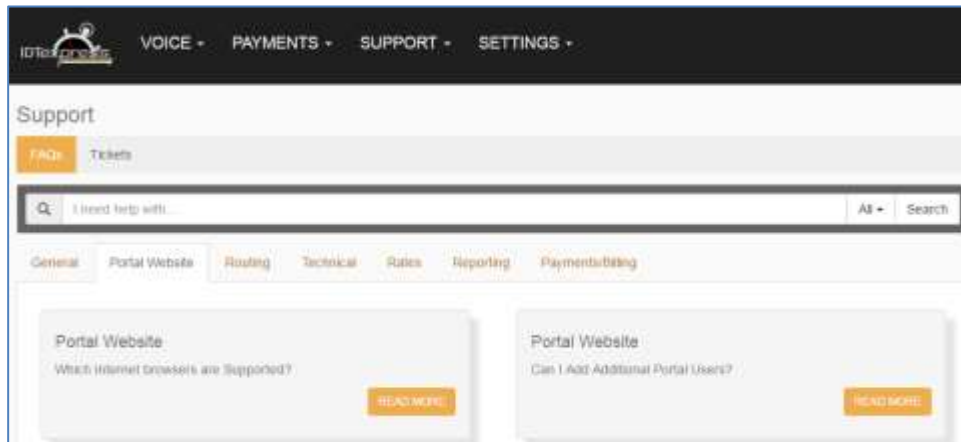 IDTexpress VOICE PAYMENTS SUPPORT SETTINGS
Support
FAQs Tickets
I need help with... All Search
General Portal Website Routing Technical Rates Reporting Payments/Billing
Portal Website Portal Website
Which internet browsers are Supported? Can I Add Additional Portal Users?
READ MORE READ MORE